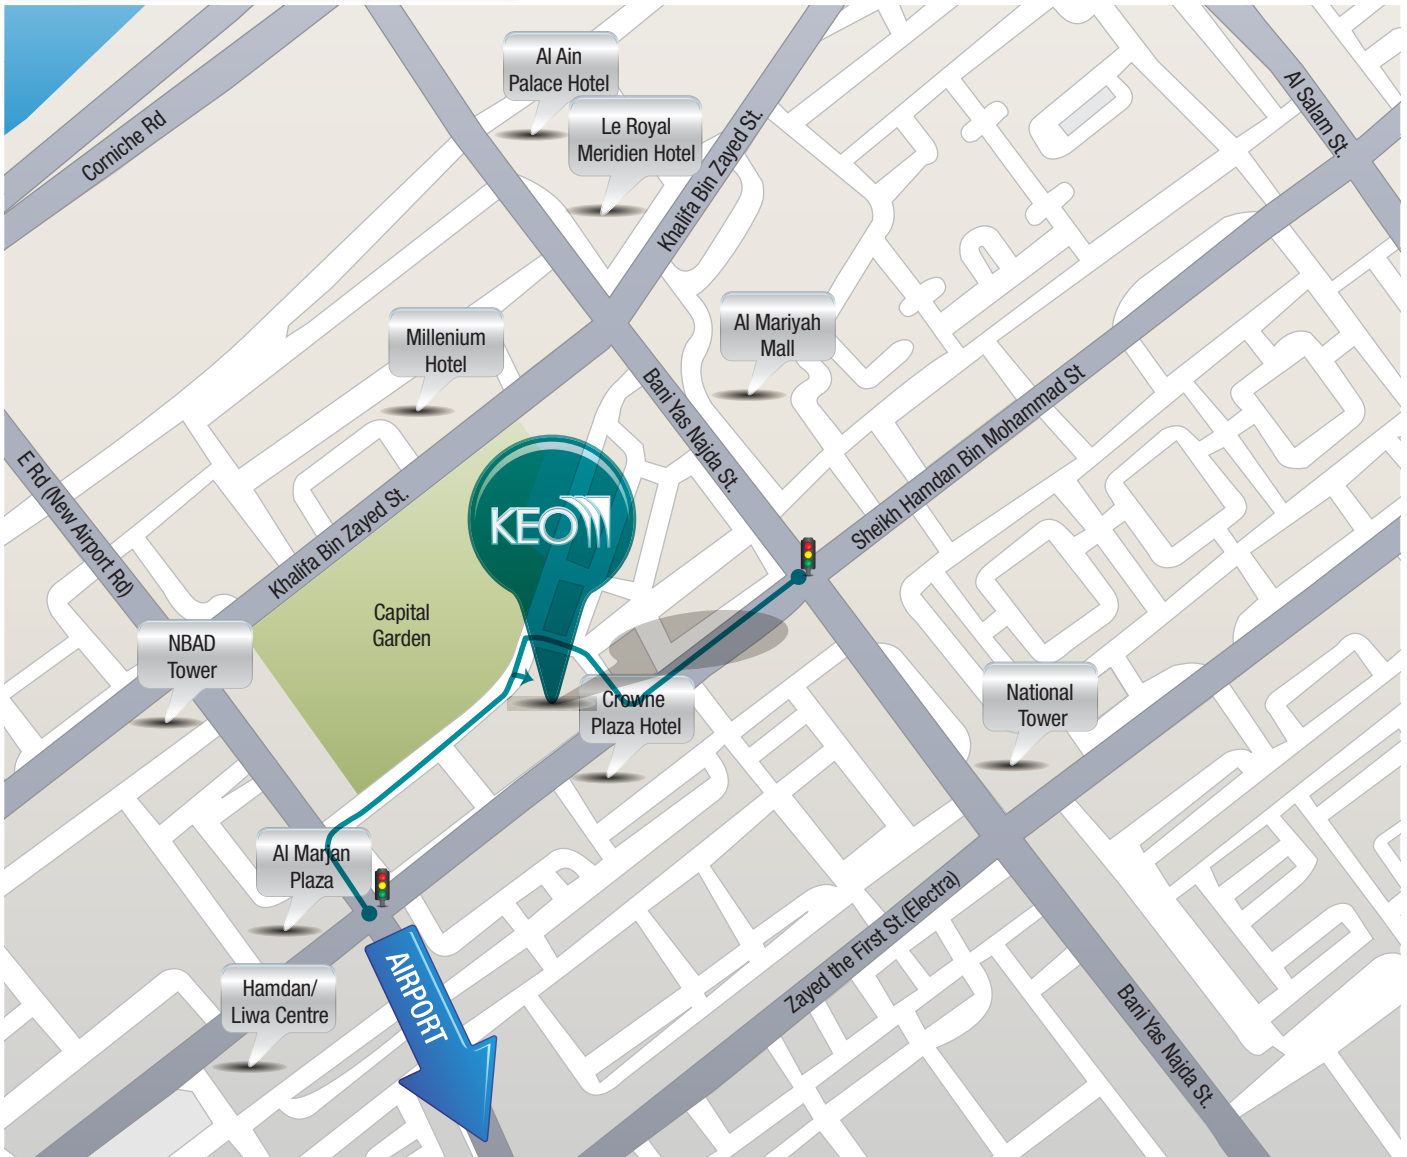 Al Ain
Palace Hotel
Le Royal
Meridien Hotel
Al Salam St.
Corniche Rd
Khalifa Bin Zayed St.
Millenium
Hotel
Al Mariyah
Mall
Bani Yas Najda St.
Sheikh Hamdan Bin Mohammad St
E Rd (New Airport Rd)
Khalifa Bin Zayed St.
KEO
Capital
Garden
NBAD
Tower
Crowne
Plaza Hotel
National
Tower
Al Marjan
Plaza
Zayed the First St.(Electra)
AIRPORT
Hamdan/
Liwa Centre
Bani Yas Najda St.